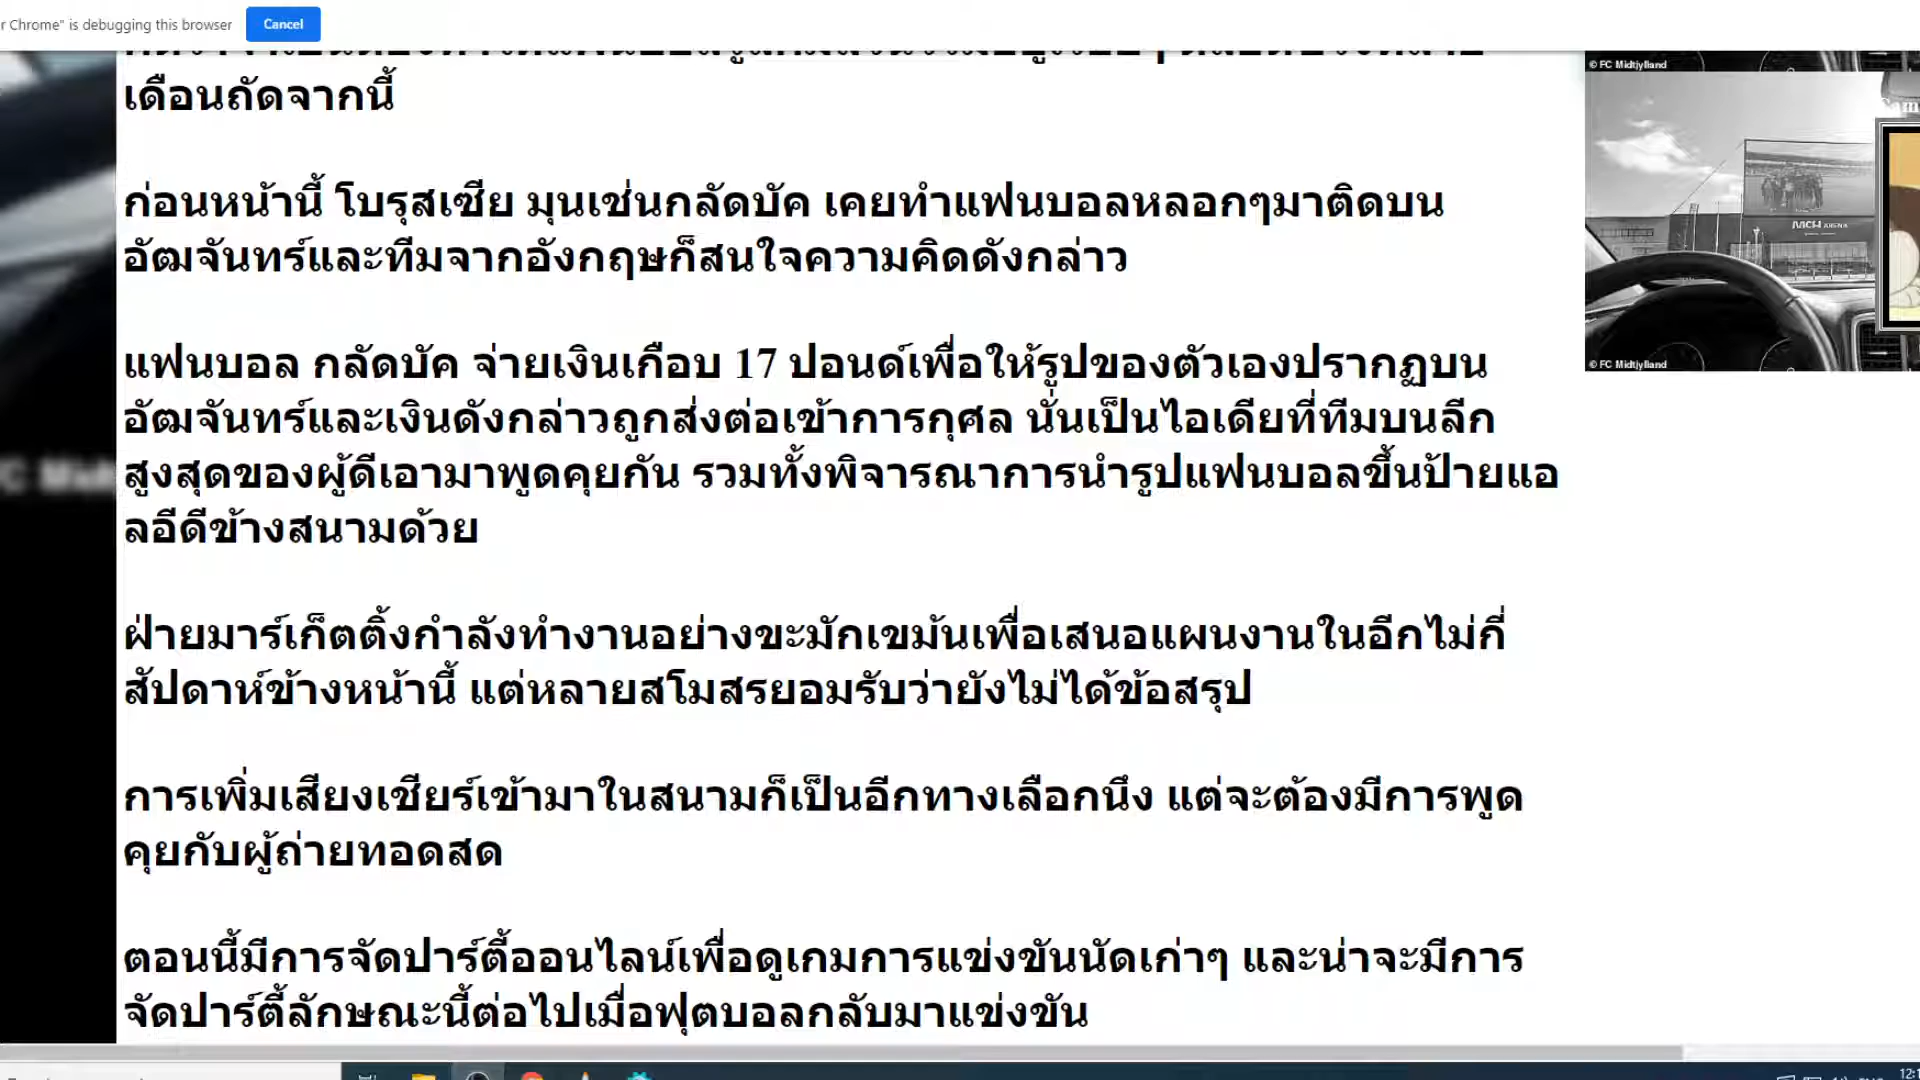 r Chrome" is debugging this browser
Cancel
เดือนถัดจากนี้
ก่อนหน้านี้ โบรุสเซีย มุนเช่นกลัดบัค เคยทำแฟนบอลหลอกๆมาติดบน
อัฒจันทร์และทีมจากอังกฤษก็สนใจความคิดดังกล่าว
แฟนบอล กลัดบัค จ่ายเงินเกือบ 17 ปอนด์เพื่อให้รูปของตัวเองปรากฏบน
อัฒจันทร์และเงินดังกล่าวถูกส่งต่อเข้าการกุศล นั่นเป็นไอเดียที่ทีมบนลีก
สูงสุดของผู้ดีเอามาพูดคุยกัน รวมทั้งพิจารณาการนำรูปแฟนบอลขึ้นป้ายแอ
ลอีดีข้างสนามด้วย
ฝ่ายมาร์เก็ตติ้งกำลังทำงานอย่างขะมักเขม้นเพื่อเสนอแผนงานในอีกไม่กี่
สัปดาห์ข้างหน้านี้ แต่หลายสโมสรยอมรับว่ายังไม่ได้ข้อสรุป
การเพิ่มเสียงเชียร์เข้ามาในสนามก็เป็นอีกทางเลือกนึง แต่จะต้องมีการพูด
คุยกับผู้ถ่ายทอดสด
ตอนนี้มีการจัดปาร์ตี้ออนไลน์เพื่อดูเกมการแข่งขันนัดเก่าๆ และน่าจะมีการ
จัดปาร์ตี้ลักษณะนี้ต่อไปเมื่อฟุตบอลกลับมาแข่งขัน
© FC Midtjylland
MCH ARENA
© FC Midtjylland